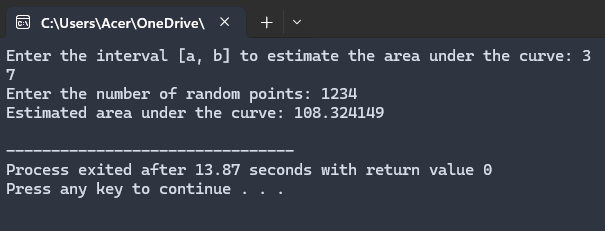 C:\Users\Acer\OneDrive\
Enter the interval [a, b] to estimate the area under the curve: 3
7
Enter the number of random points: 1234
Estimated area under the curve: 108.324149
--------------------------------
Process exited after 13.87 seconds with return value 0
Press any key to continue . . .